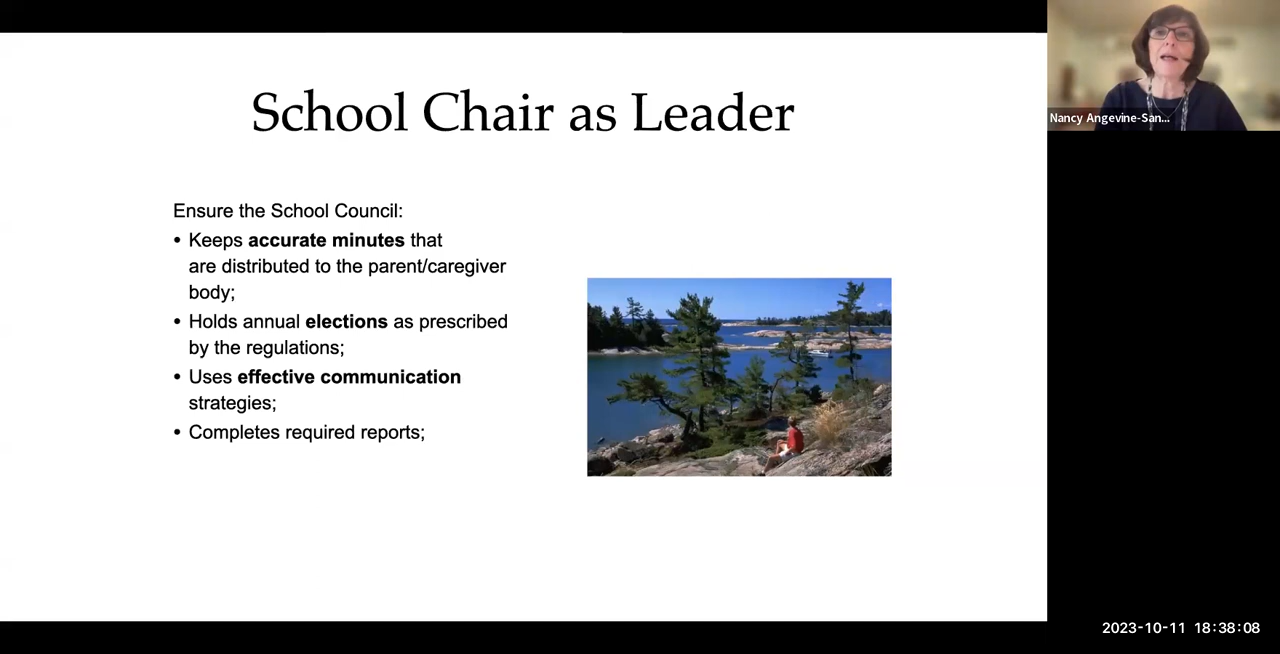 School Chair as Leader
Ensure the School Council:
• Keeps accurate minutes that
are distributed to the parent/caregiver
body;
• Holds annual elections as prescribed
by the regulations;
• Uses effective communication
strategies;
• Completes required reports;
Nancy Angevine-San...
2023-10-11 18:38:08